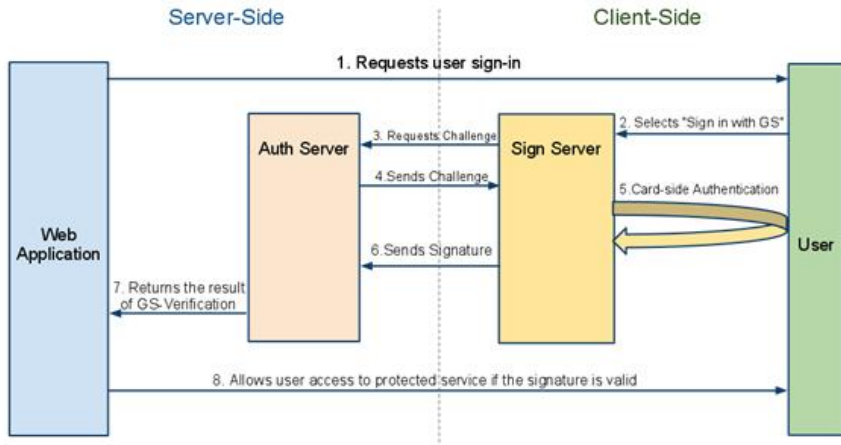 Server-Side
Client-Side
1. Requests user sign-in
2. Selects "Sign in with GS"
3. Requests Challenge
Auth Server
Sign Server
4.Sends Challenge
5.Card-side Authentication
Web
Application
User
6.Sends Signature
7. Returns the result
of GS-Verification
8. Allows user access to protected service if the signature is valid